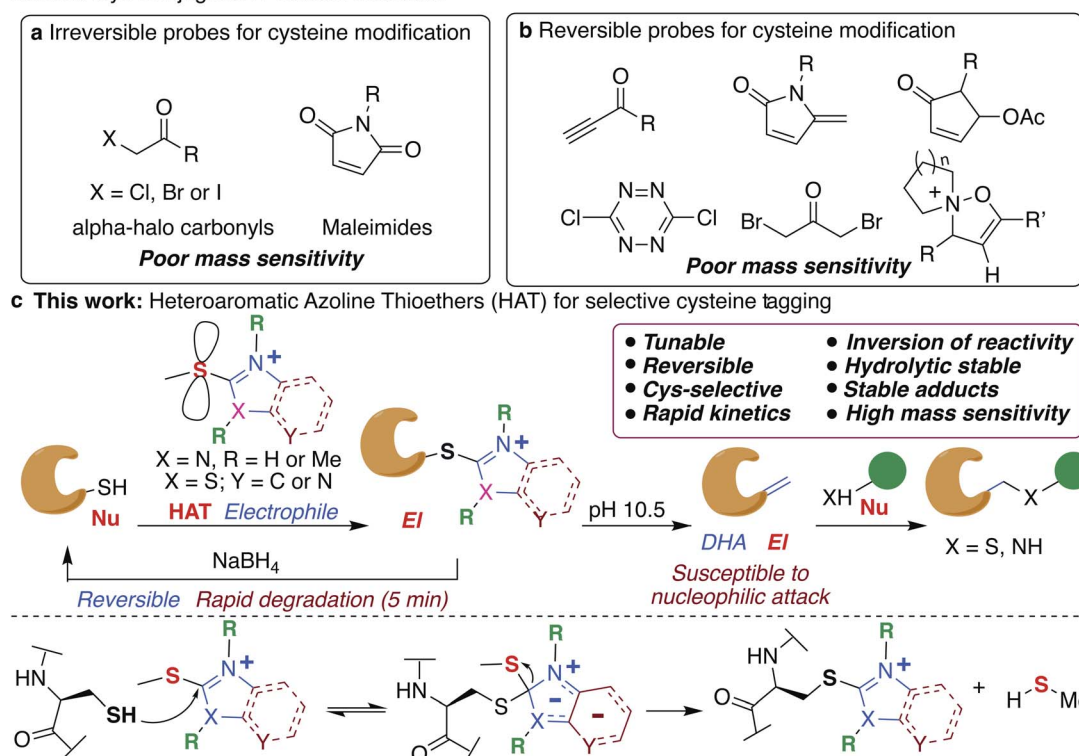 a Irreversible probes for cysteine modification
O
X
R
X = Cl, Br or I
alpha-halo carbonyls
R
N
O
O
Maleimides
Poor mass sensitivity
b Reversible probes for cysteine modification
O
R
R
N
O
R
O
OAc
N N
Cl Cl
N N
O
Br Br
( ) n
+
N O
R'
R
H
Poor mass sensitivity
c This work: Heteroaromatic Azoline Thioethers (HAT) for selective cysteine tagging
R
S N +
X
R Y
X = N, R = H or Me
X = S; Y = C or N
HAT Electrophile
SH
Nu
R
S N +
X
R Y
El
• Tunable
• Reversible
• Cys-selective
• Rapid kinetics
• Inversion of reactivity
• Hydrolytic stable
• Stable adducts
• High mass sensitivity
pH 10.5
DHA El
Susceptible to
nucleophilic attack
XH
Nu
X
X = S, NH
NaBH4
Reversible Rapid degradation (5 min)
HN
O
SH
R
S N +
X
R Y
HN
O
S
S
R
N +
–
X –
R Y
HN
O
S
R
N +
X
R Y
+
H S Me